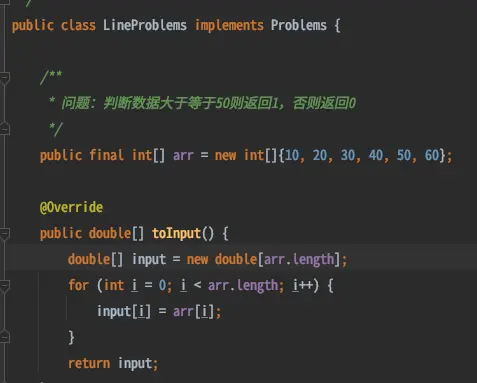 /
public class LineProblems implements Problems {
/**
* 问题：判断数据大于等于50则返回1，否则返回0
*/
public final int[] arr = new int[]{10, 20, 30, 40, 50, 60};
@Override
public double[] toInput() {
double[] input = new double[arr.length];
for (int i = 0; i < arr.length; i++) {
input[i] = arr[i];
}
return input;